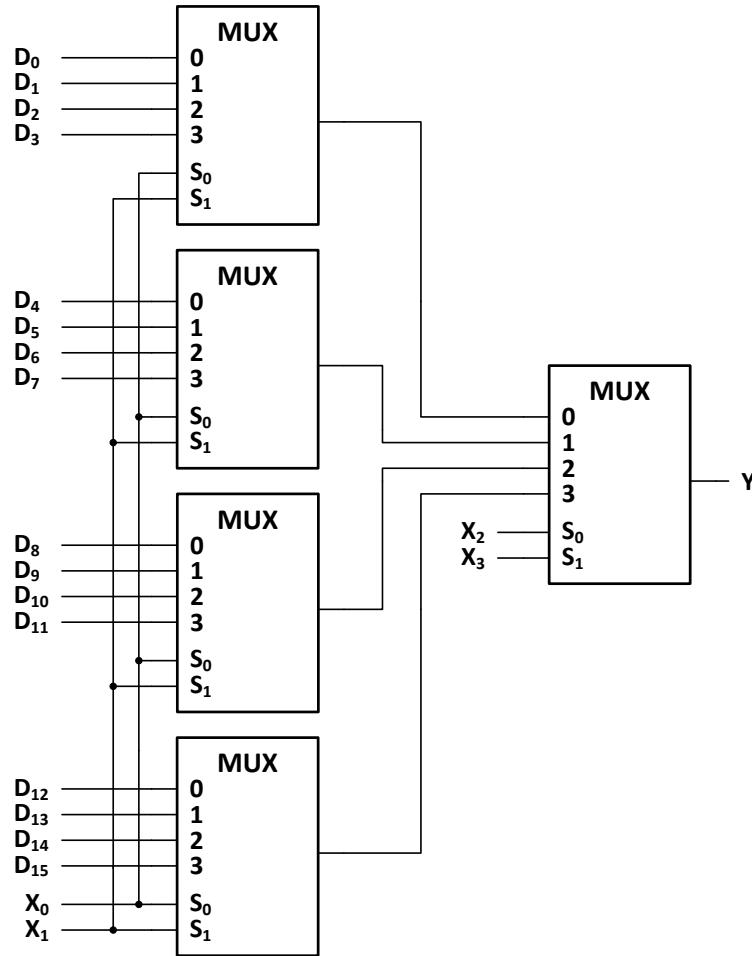 MUX
D₀ 0
D₁ 1
D₂ 2
D₃ 3
S₀
S₁
MUX
D₄ 0
D₅ 1
D₆ 2
D₇ 3
S₀
S₁
MUX
0
1
2
3
X₂ S₀
X₃ S₁
Y
MUX
D₈ 0
D₉ 1
D₁₀ 2
D₁₁ 3
S₀
S₁
MUX
D₁₂ 0
D₁₃ 1
D₁₄ 2
D₁₅ 3
X₀ S₀
X₁ S₁